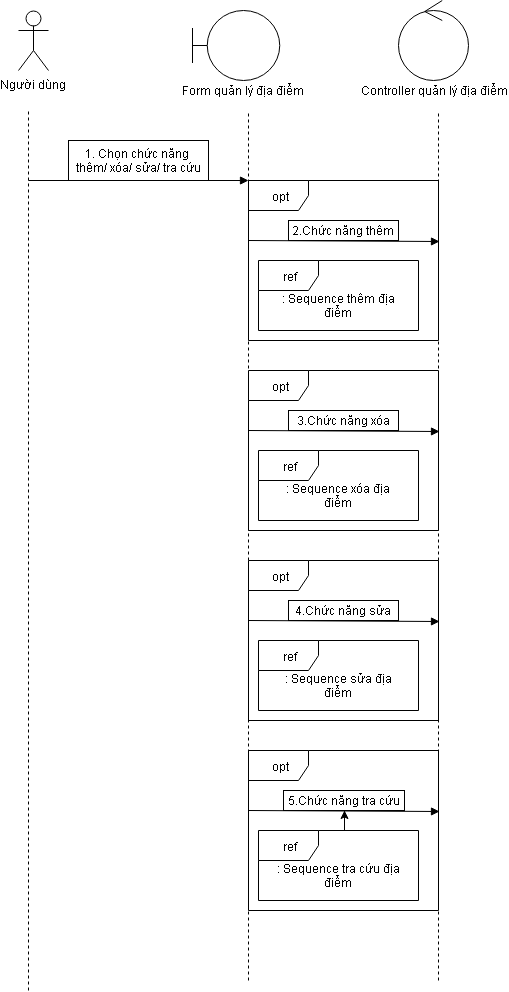 Người dùng
Form quản lý địa điểm
Controller quản lý địa điểm
1. Chọn chức năng
thêm/ xóa/ sửa/ tra cứu
opt
2.Chức năng thêm
ref
: Sequence thêm địa
điểm
opt
3.Chức năng xóa
ref
: Sequence xóa địa
điểm
opt
4.Chức năng sửa
ref
: Sequence sửa địa
điểm
opt
5.Chức năng tra cứu
ref
: Sequence tra cứu địa
điểm